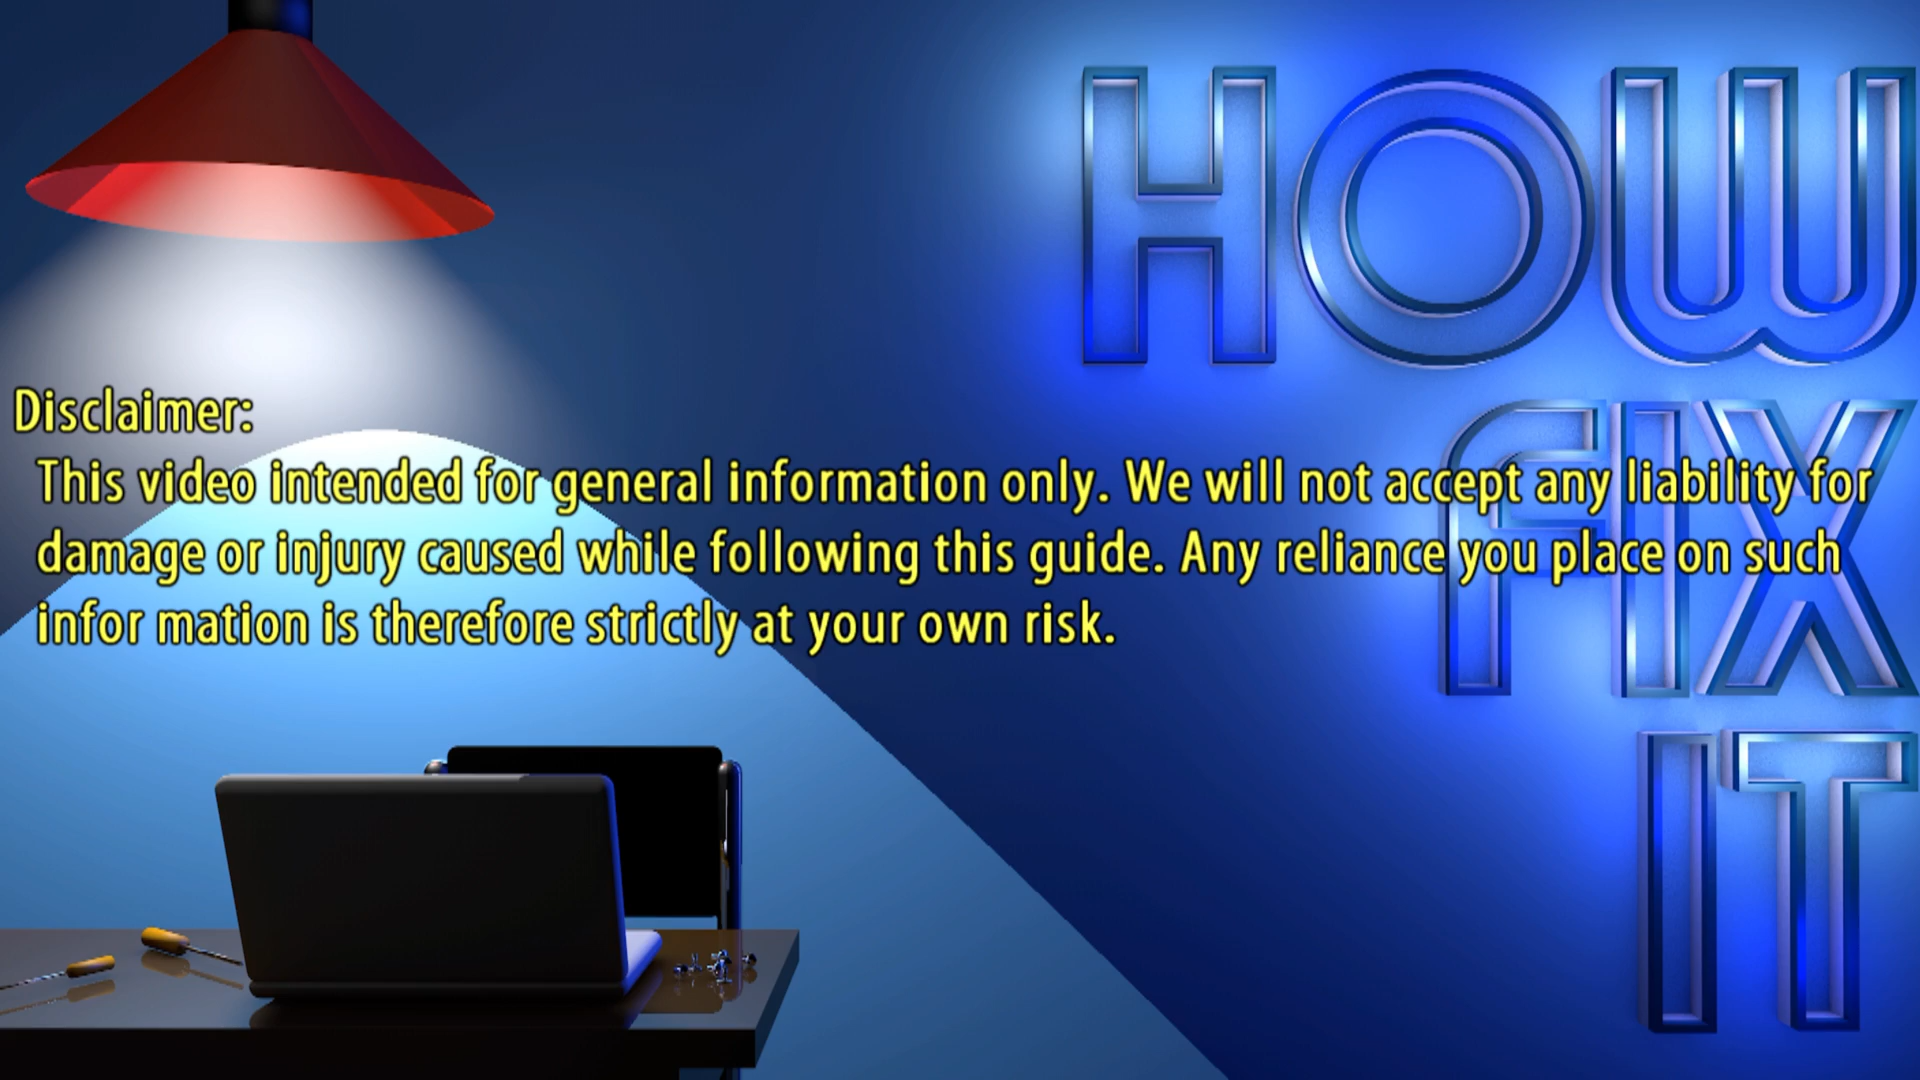 HOW
FIX
IT
Disclaimer:
This video intended for general information only. We will not accept any liability for
damage or injury caused while following this guide. Any reliance you place on such
infor mation is therefore strictly at your own risk.